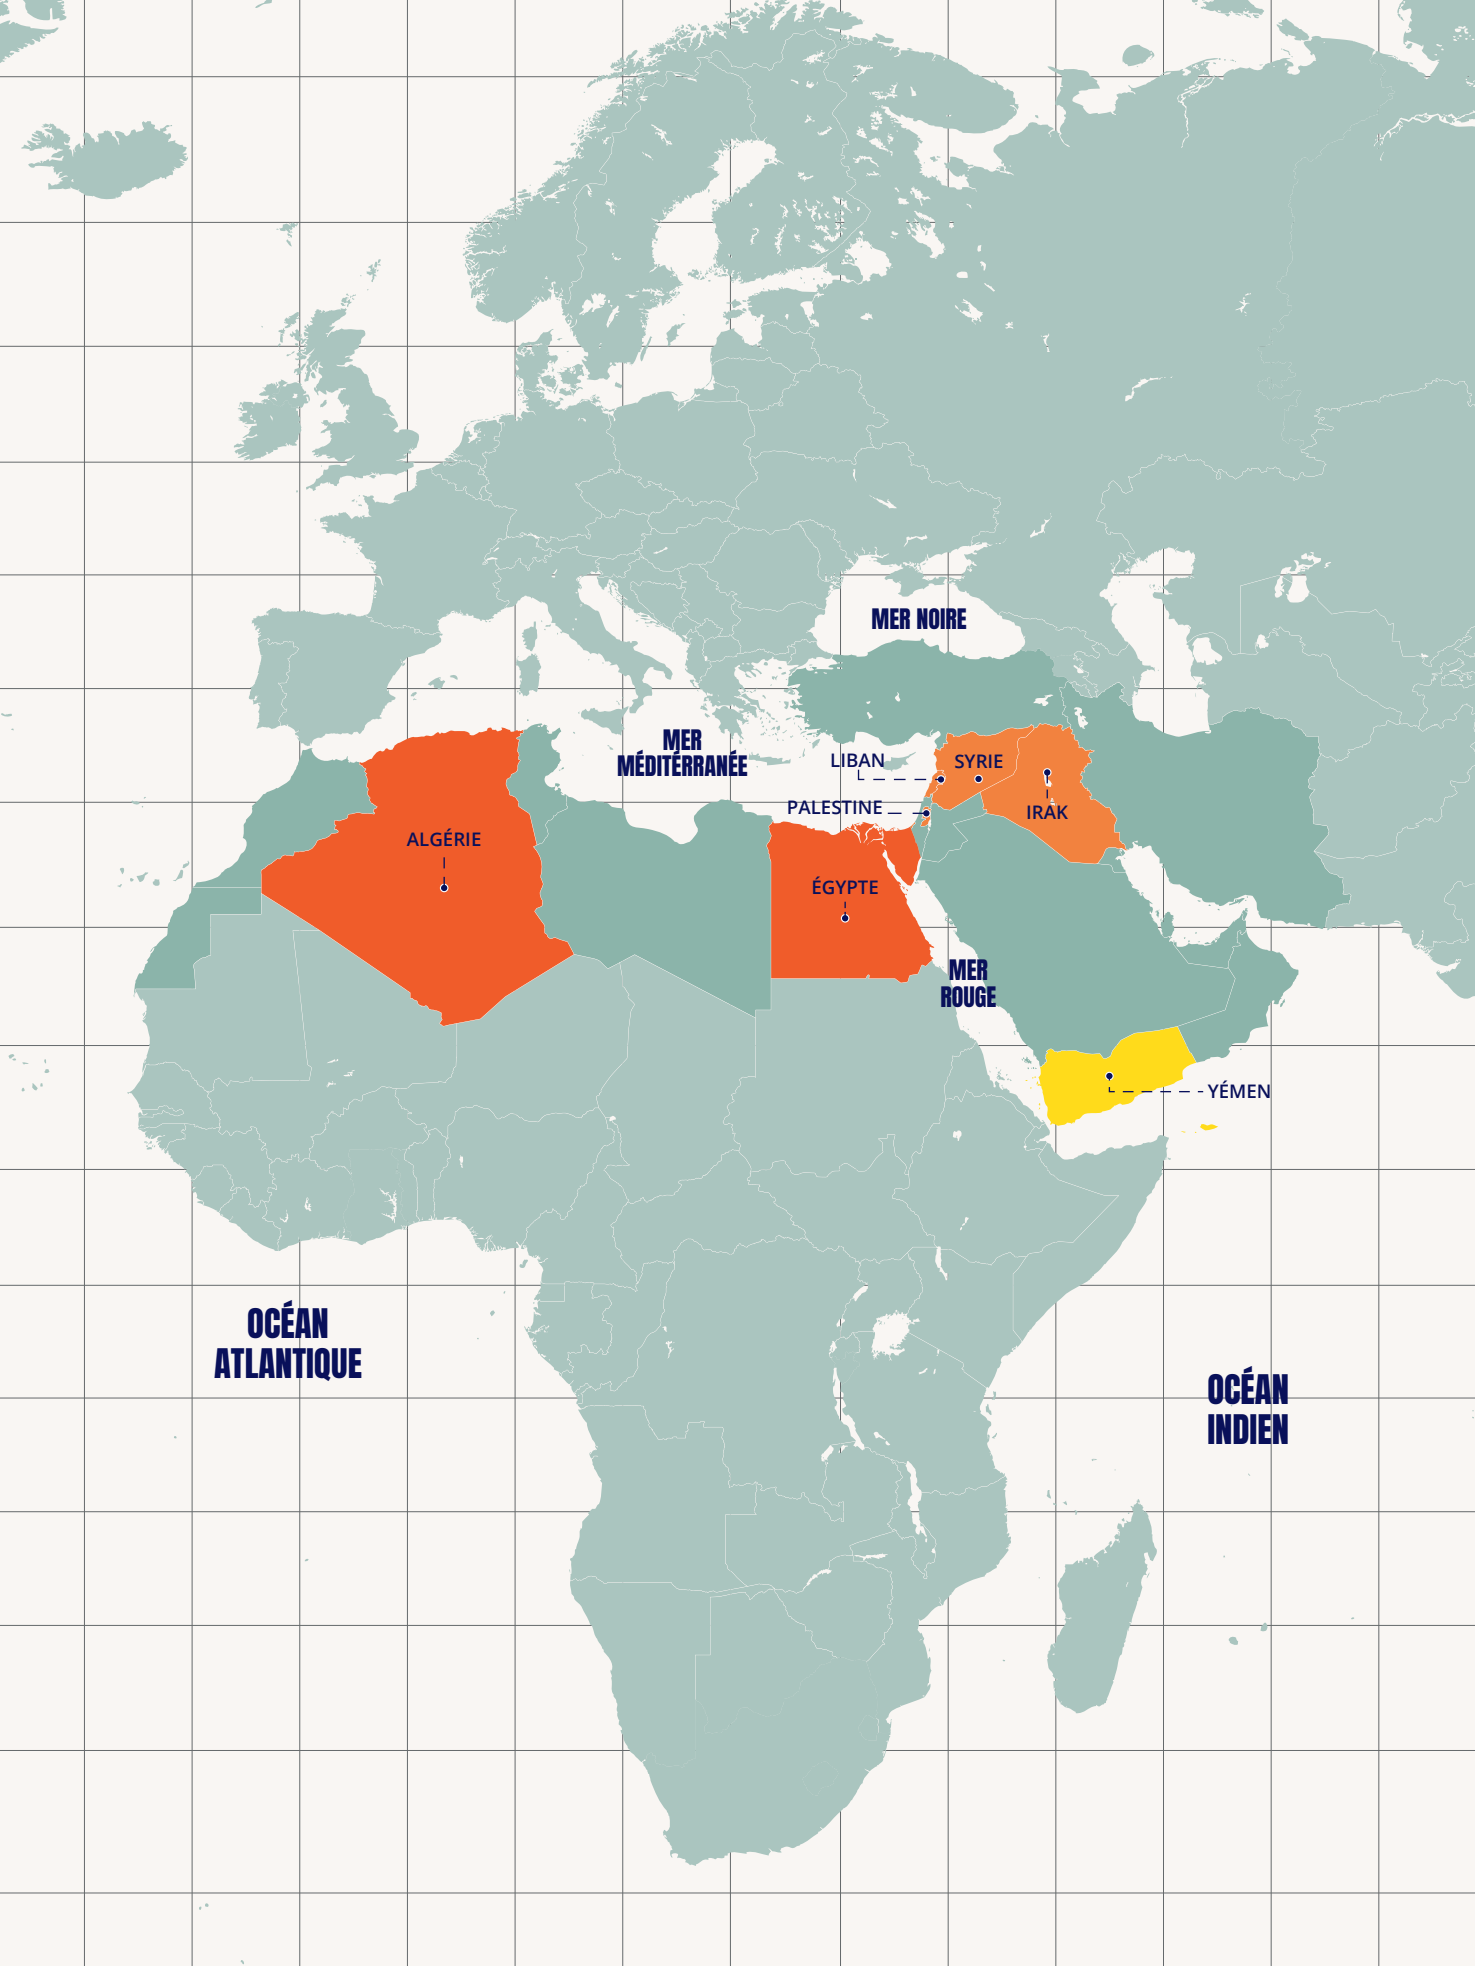 MER NOIRE
MER
MÉDITERRANÉE
LIBAN
SYRIE
PALESTINE
IRAK
ALGÉRIE
ÉGYPTE
MER
ROUGE
YÉMEN
OCÉAN
ATLANTIQUE
OCÉAN
INDIEN